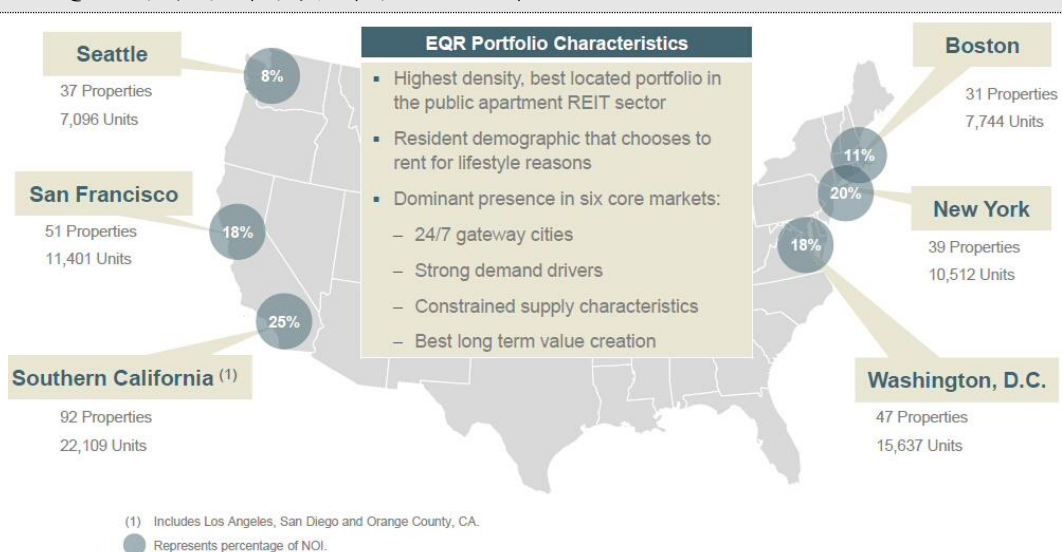 Seattle
8%
37 Properties
7,096 Units
San Francisco
18%
51 Properties
11,401 Units
25%
Southern California (1)
92 Properties
22,109 Units
EQR Portfolio Characteristics
▪ Highest density, best located portfolio in
the public apartment REIT sector
▪ Resident demographic that chooses to
rent for lifestyle reasons
▪ Dominant presence in six core markets:
– 24/7 gateway cities
– Strong demand drivers
– Constrained supply characteristics
– Best long term value creation
Boston
31 Properties
7,744 Units
11%
20%
New York
39 Properties
10,512 Units
18%
Washington, D.C.
47 Properties
15,637 Units
(1) Includes Los Angeles, San Diego and Orange County, CA.
Represents percentage of NOI.